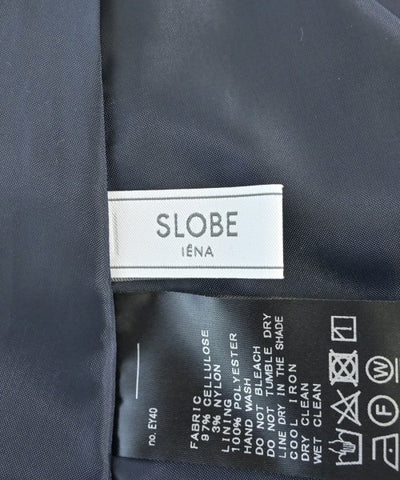 SLOBE
IÉNA
FABRIC
97% CELLULOSE
3% NYLON
LINING
100% POLYESTER
HAND WASH
DO NOT BLEACH
DO NOT TUMBLE DRY
LINE DRY IN THE SHADE
COOL IRON
DRY CLEAN
WET CLEAN
no. EY40
F
W